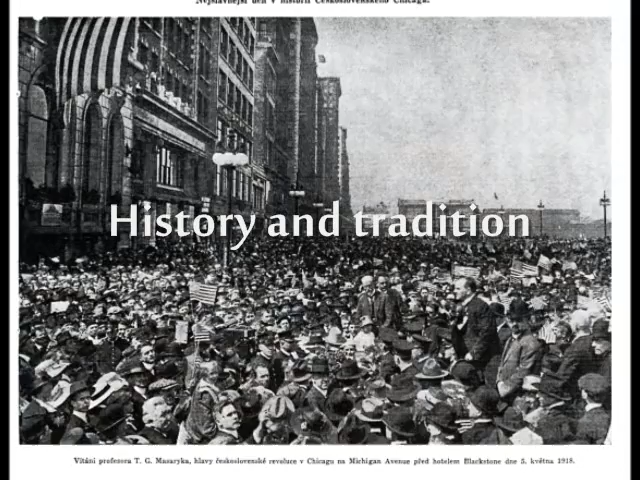 Nejslavnější den v historii Československého Chicaga.
History and tradition
Vítání profesora T. G. Masaryka, hlavy československé revoluce v Chicagu na Michigan Avenue před hotelem Blackstone dne 5. května 1918.